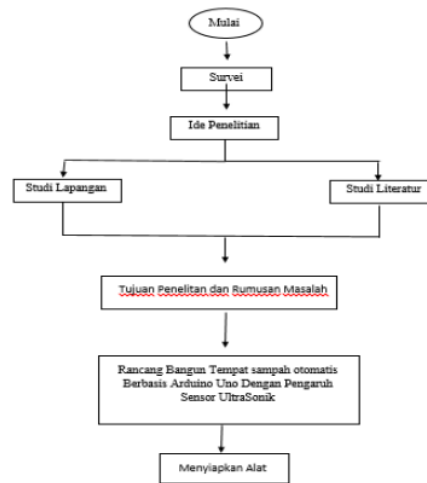 Mulai
Survei
Ide Penelitian
Studi Lapangan
Studi Literatur
Tujuan Penelitan dan Rumusan Masalah
Rancang Bangun Tempat sampah otomatis
Berbasis Arduino Uno Dengan Pengaruh
Sensor UltraSonik
Menyiapkan Alat